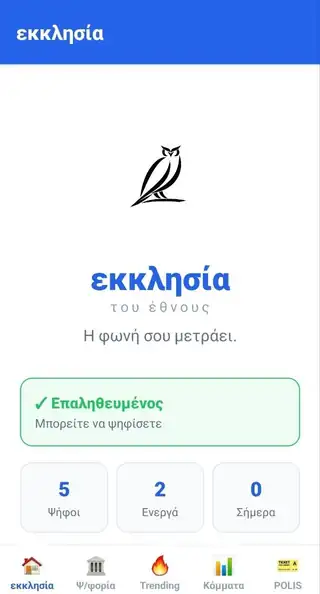 εκκλησία
εκκλησία
του έθνους
Η φωνή σου μετράει.
✓ Επαληθευμένος
Μπορείτε να ψηφίσετε
5 2 0
Ψήφοι Ενεργά Σήμερα
εκκλησία Ψ/φορία Trending Κόμματα POLIS